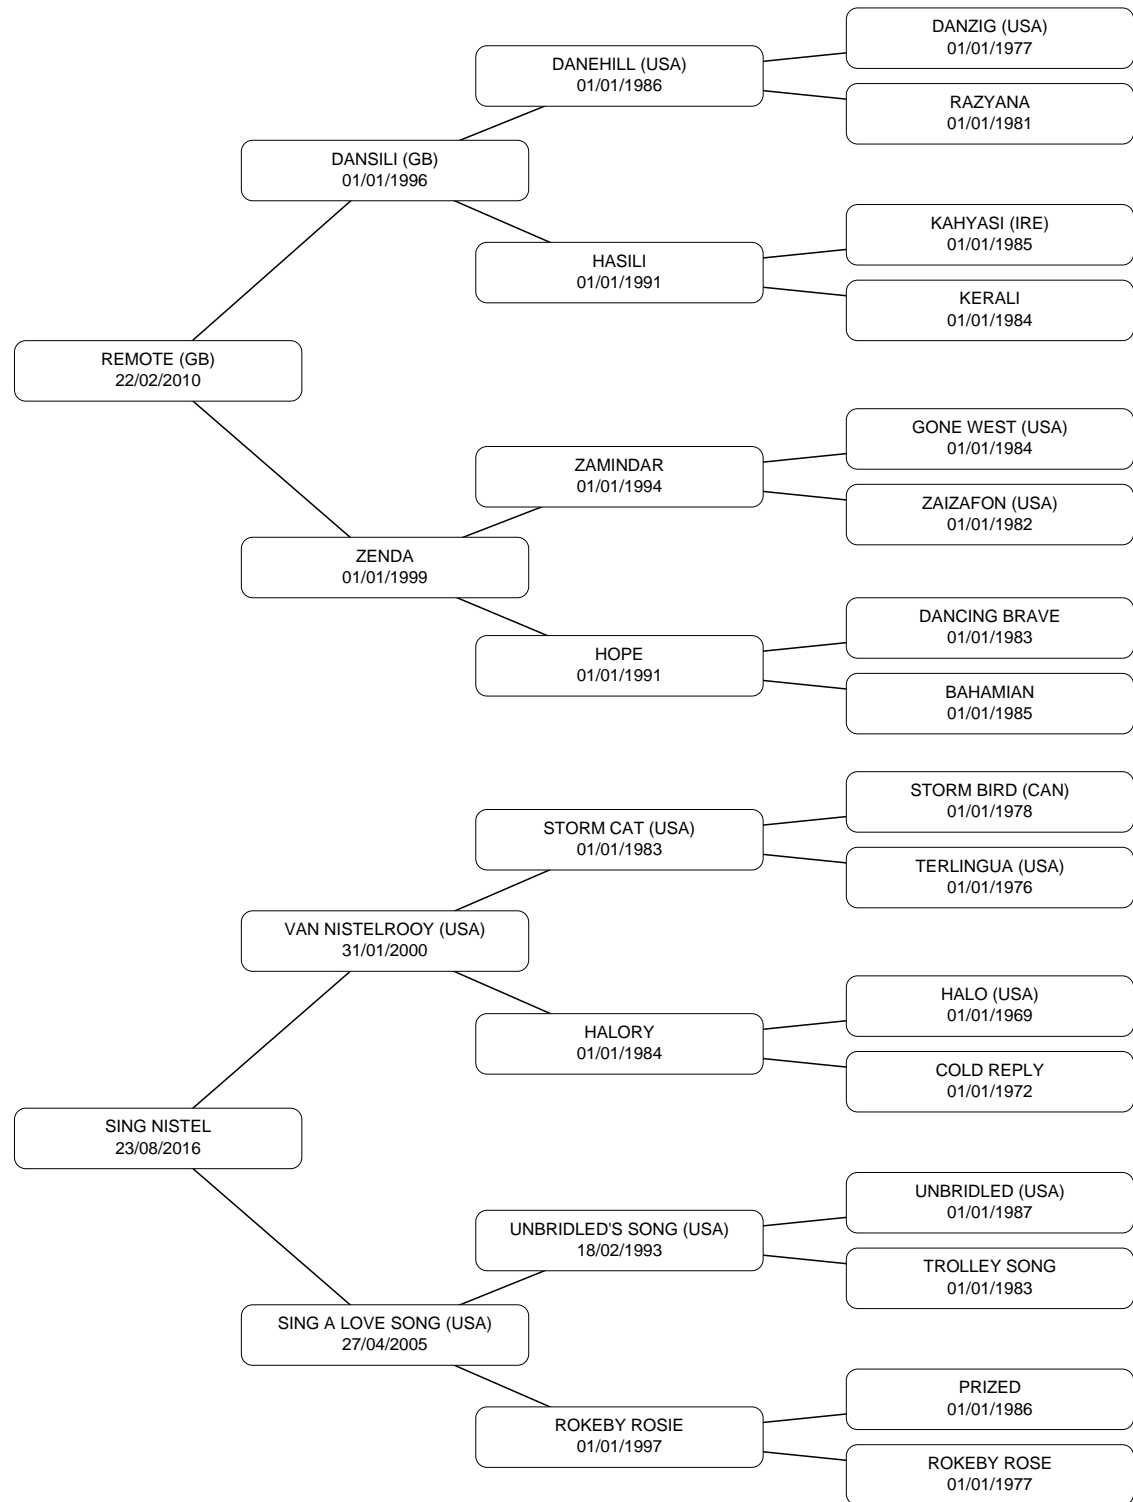 DANZIG (USA)
01/01/1977
DANEHILL (USA)
01/01/1986
RAZYANA
01/01/1981
DANSILI (GB)
01/01/1996
KAHYASI (IRE)
01/01/1985
HASILI
01/01/1991
KERALI
01/01/1984
REMOTE (GB)
22/02/2010
GONE WEST (USA)
01/01/1984
ZAMINDAR
01/01/1994
ZAIZAFON (USA)
01/01/1982
ZENDA
01/01/1999
DANCING BRAVE
01/01/1983
HOPE
01/01/1991
BAHAMIAN
01/01/1985
STORM BIRD (CAN)
01/01/1978
STORM CAT (USA)
01/01/1983
TERLINGUA (USA)
01/01/1976
VAN NISTELROOY (USA)
31/01/2000
HALO (USA)
01/01/1969
HALORY
01/01/1984
COLD REPLY
01/01/1972
SING NISTEL
23/08/2016
UNBRIDLED (USA)
01/01/1987
UNBRIDLED'S SONG (USA)
18/02/1993
TROLLEY SONG
01/01/1983
SING A LOVE SONG (USA)
27/04/2005
PRIZED
01/01/1986
ROKEBY ROSIE
01/01/1997
ROKEBY ROSE
01/01/1977